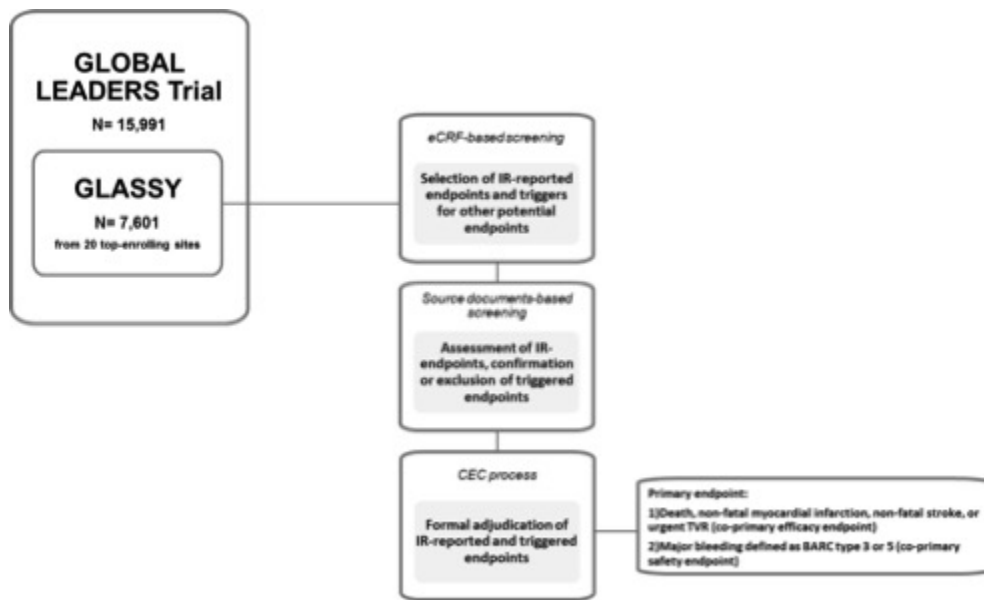 GLOBAL
LEADERS Trial
N= 15,991
GLASSY
N= 7,601
from 20 top-enrolling sites
eCRF-based screening
Selection of IR-reported
endpoints and triggers
for other potential
endpoints
Source documents-based
screening
Assessment of IR-
endpoints, confirmation
or exclusion of triggered
endpoints
CEC process
Formal adjudication of
IR-reported and triggered
endpoints
Primary endpoint:
1)Death, non-fatal myocardial infarction, non-fatal stroke, or
urgent TVR (co-primary efficacy endpoint)
2)Major bleeding defined as BARC type 3 or 5 (co-primary
safety endpoint)